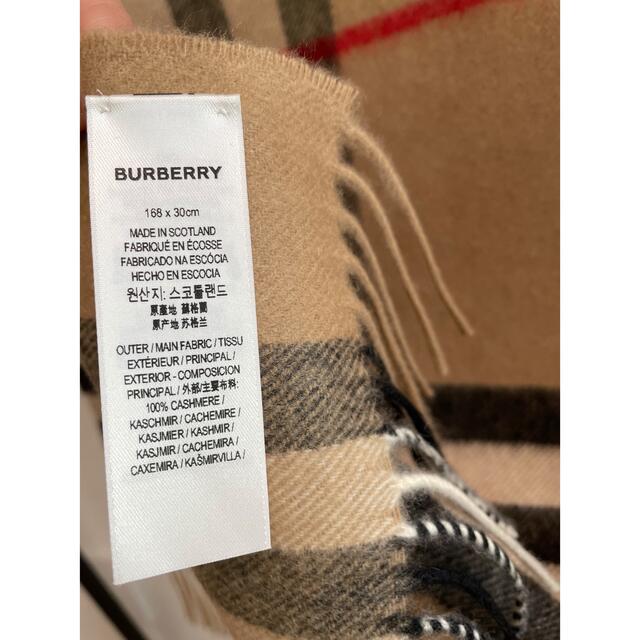 BURBERRY
168 x 30cm
MADE IN SCOTLAND
FABRIQUÉ EN ÉCOSSE
FABRICADO NA ESCÓCIA
HECHO EN ESCOCIA
원산지: 스코틀랜드
原產地 蘇格蘭
原产地 苏格兰
OUTER / MAIN FABRIC / TISSU
EXTÉRIEUR / PRINCIPAL /
EXTERIOR - COMPOSICION
PRINCIPAL / 外部/主要布料:
100% CASHMERE /
KASCHMIR / CACHEMIRE /
KASJMIER / KASHMIR /
KASJMIR / CACHEMIRA /
CAXEMIRA / KAŠMIRVILLA /